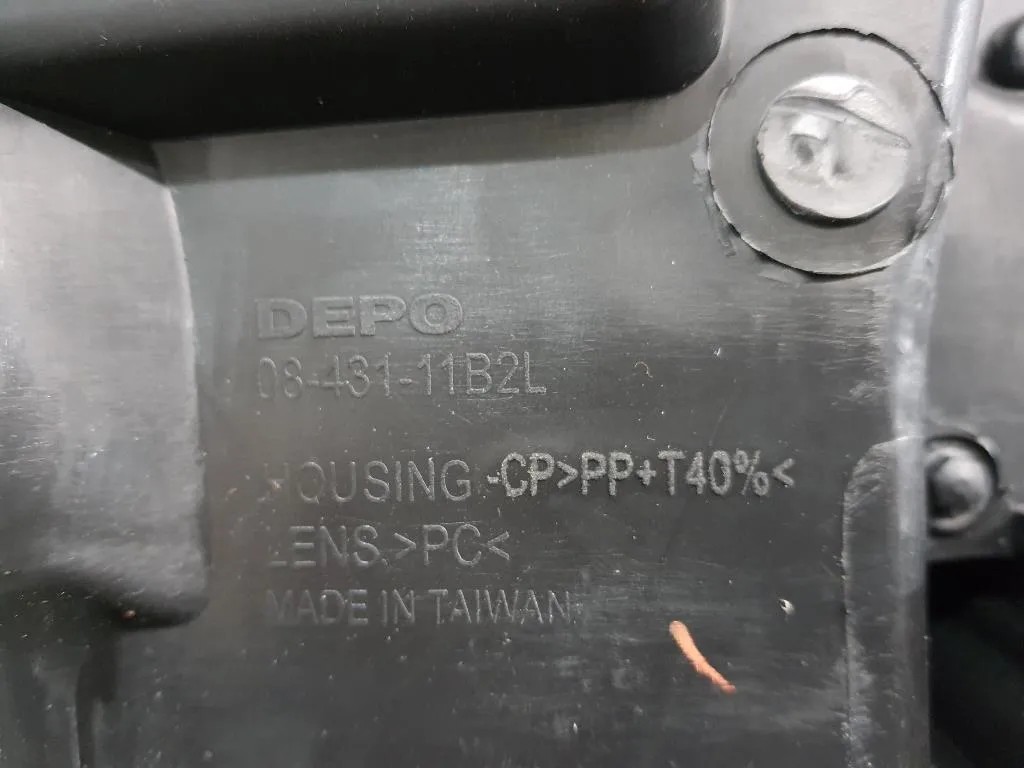 DEPO
08-431-11B2L
HOUSING -CP>PP+T40%<
LENS >PC<
MADE IN TAIWAN